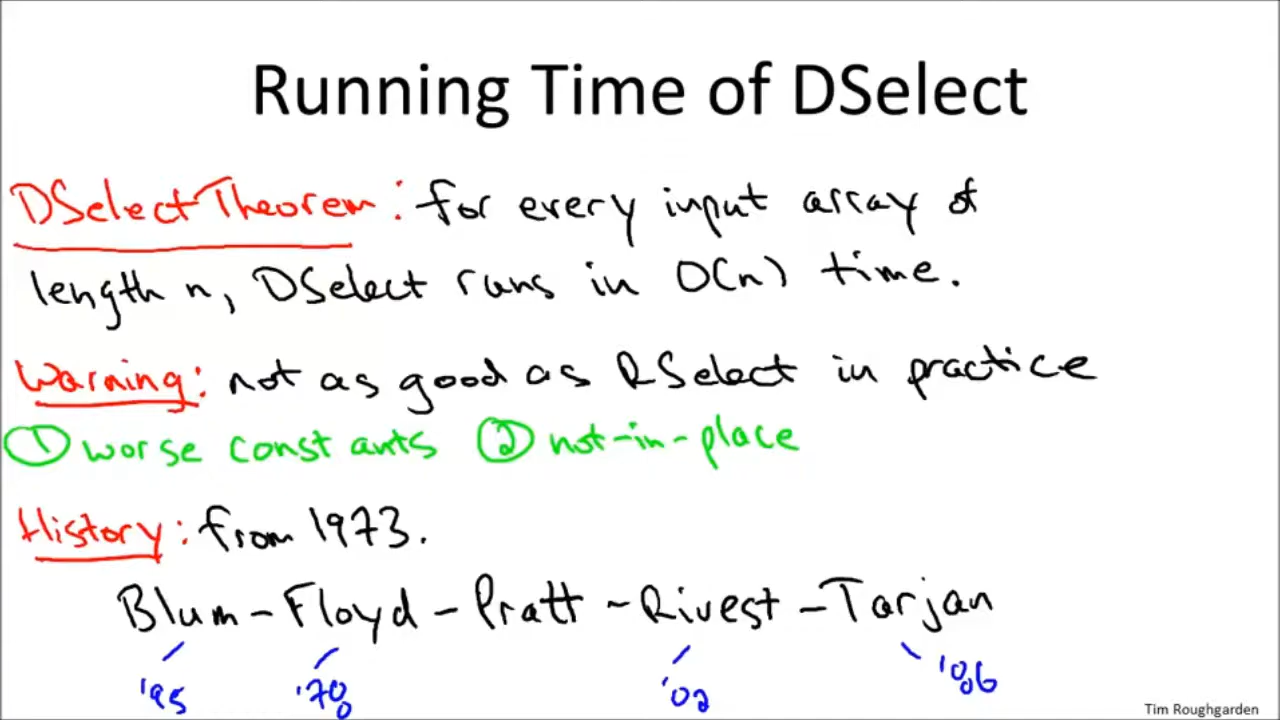 Running Time of DSelect
DSelect Theorem: for every input array of
length n, DSelect runs in O(n) time.
Warning: not as good as RSelect in practice
① worse constants ② not-in-place
History: from 1973.
Blum - Floyd - Pratt - Rivest - Tarjan
'95 '78 '02 '86
Tim Roughgarden